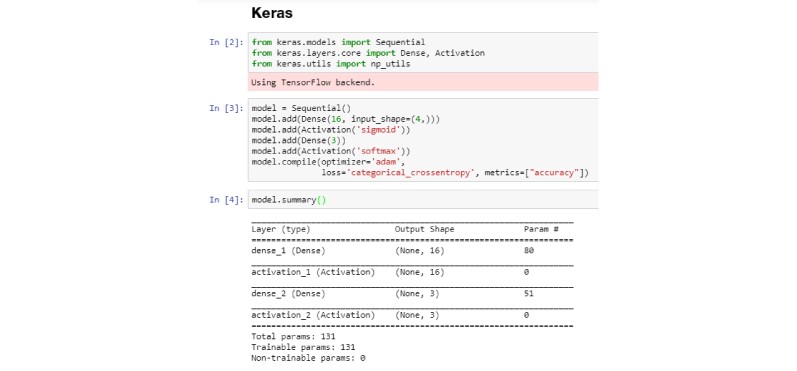 Keras
In [2]: from keras.models import Sequential
from keras.layers.core import Dense, Activation
from keras.utils import np_utils
Using TensorFlow backend.
In [3]: model = Sequential()
model.add(Dense(16, input_shape=(4,)))
model.add(Activation('sigmoid'))
model.add(Dense(3))
model.add(Activation('softmax'))
model.compile(optimizer='adam',
loss='categorical_crossentropy', metrics=["accuracy"])
In [4]: model.summary()
Layer (type) Output Shape Param #
dense_1 (Dense) (None, 16) 80
activation_1 (Activation) (None, 16) 0
dense_2 (Dense) (None, 3) 51
activation_2 (Activation) (None, 3) 0
Total params: 131
Trainable params: 131
Non-trainable params: 0